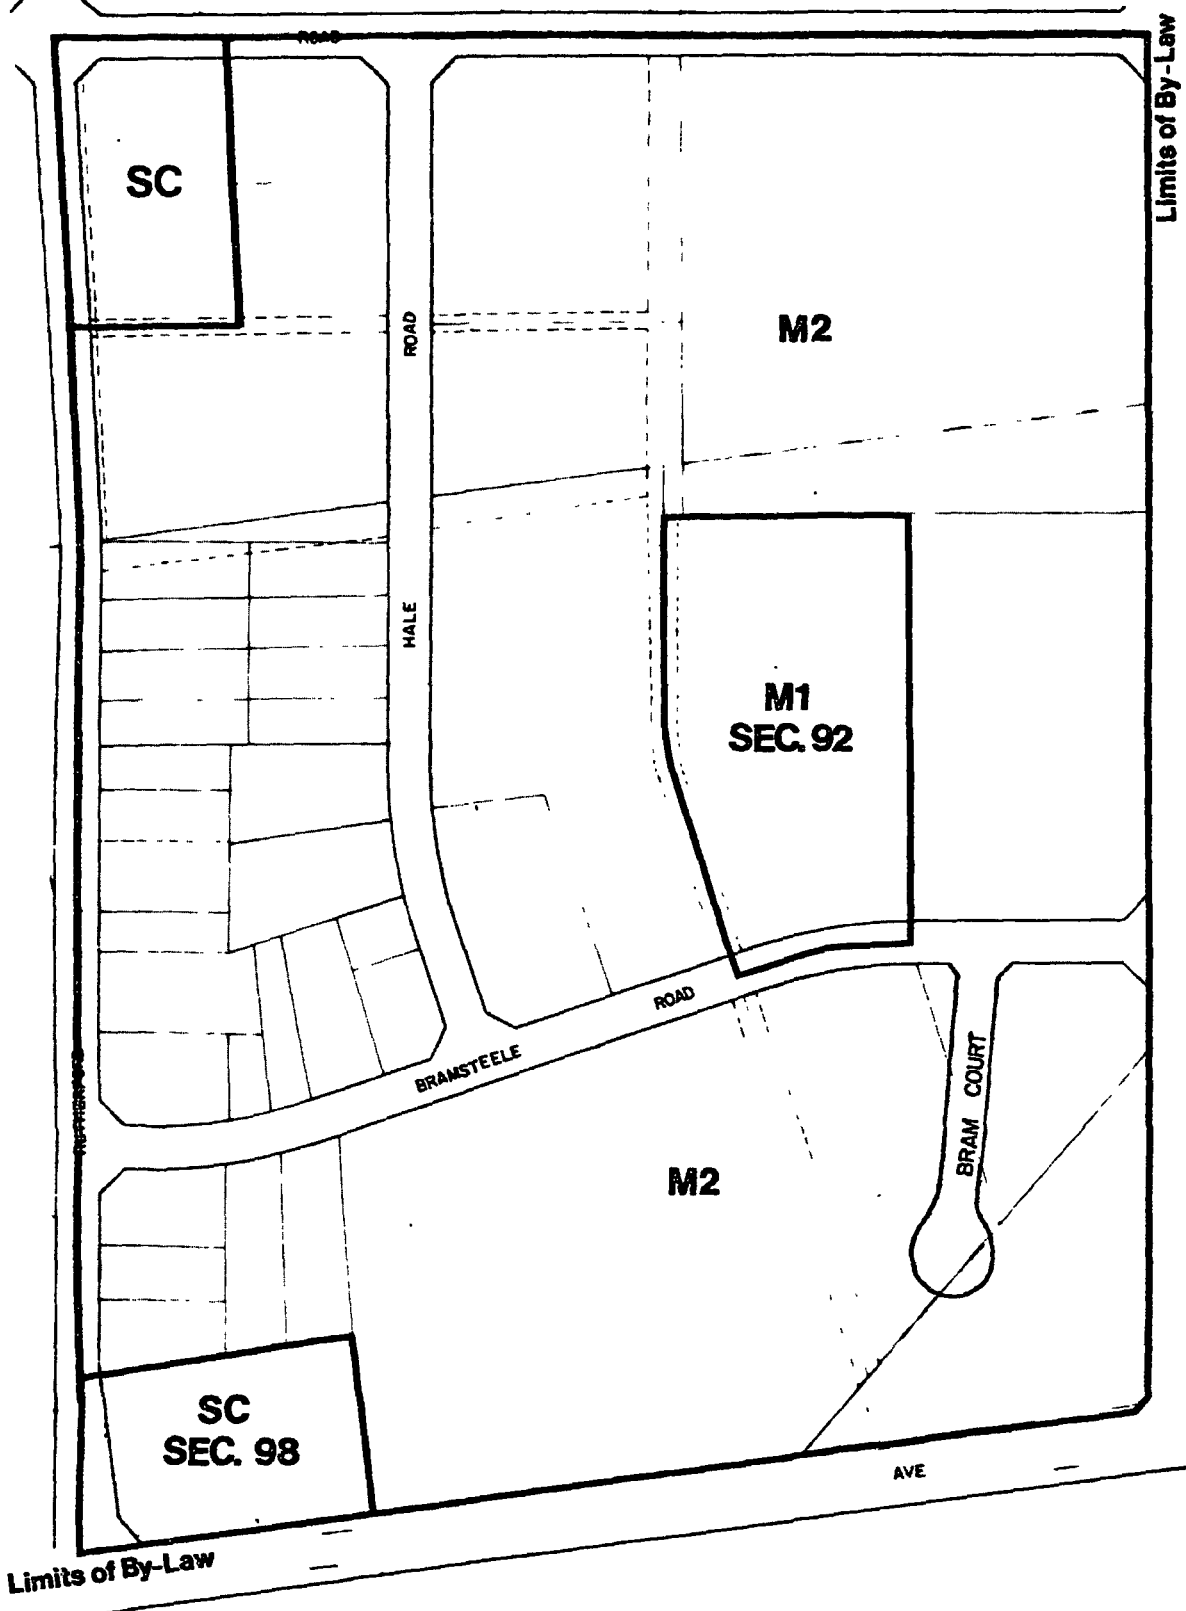 ROAD
Limits of By-Law
SC
ROAD
M2
HALE
M1
SEC. 92
ROAD
BRAMSTEELE
BRAM COURT
M2
SC
SEC. 98
AVE
Limits of By-Law